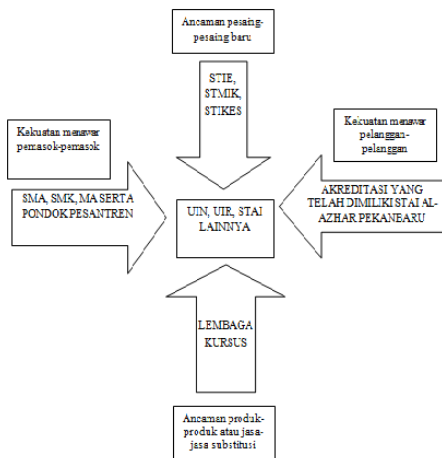 Ancaman pesaing-
pesaing baru
STIE,
STMIK,
STIKES
Kekuatan menawar
pemasok-pemasok
Kekuatan menawar
pelanggan-
pelanggan
SMA, SMK, MA SERTA
PONDOK PESANTREN
UIN, UIR, STAI
LAINNYA
AKREDITASI YANG
TELAH DIMILIKI STAI AL-
AZHAR PEKANBARU
LEMBAGA
KURSUS
Ancaman produk-
produk atau jasa-
jasa substitusi